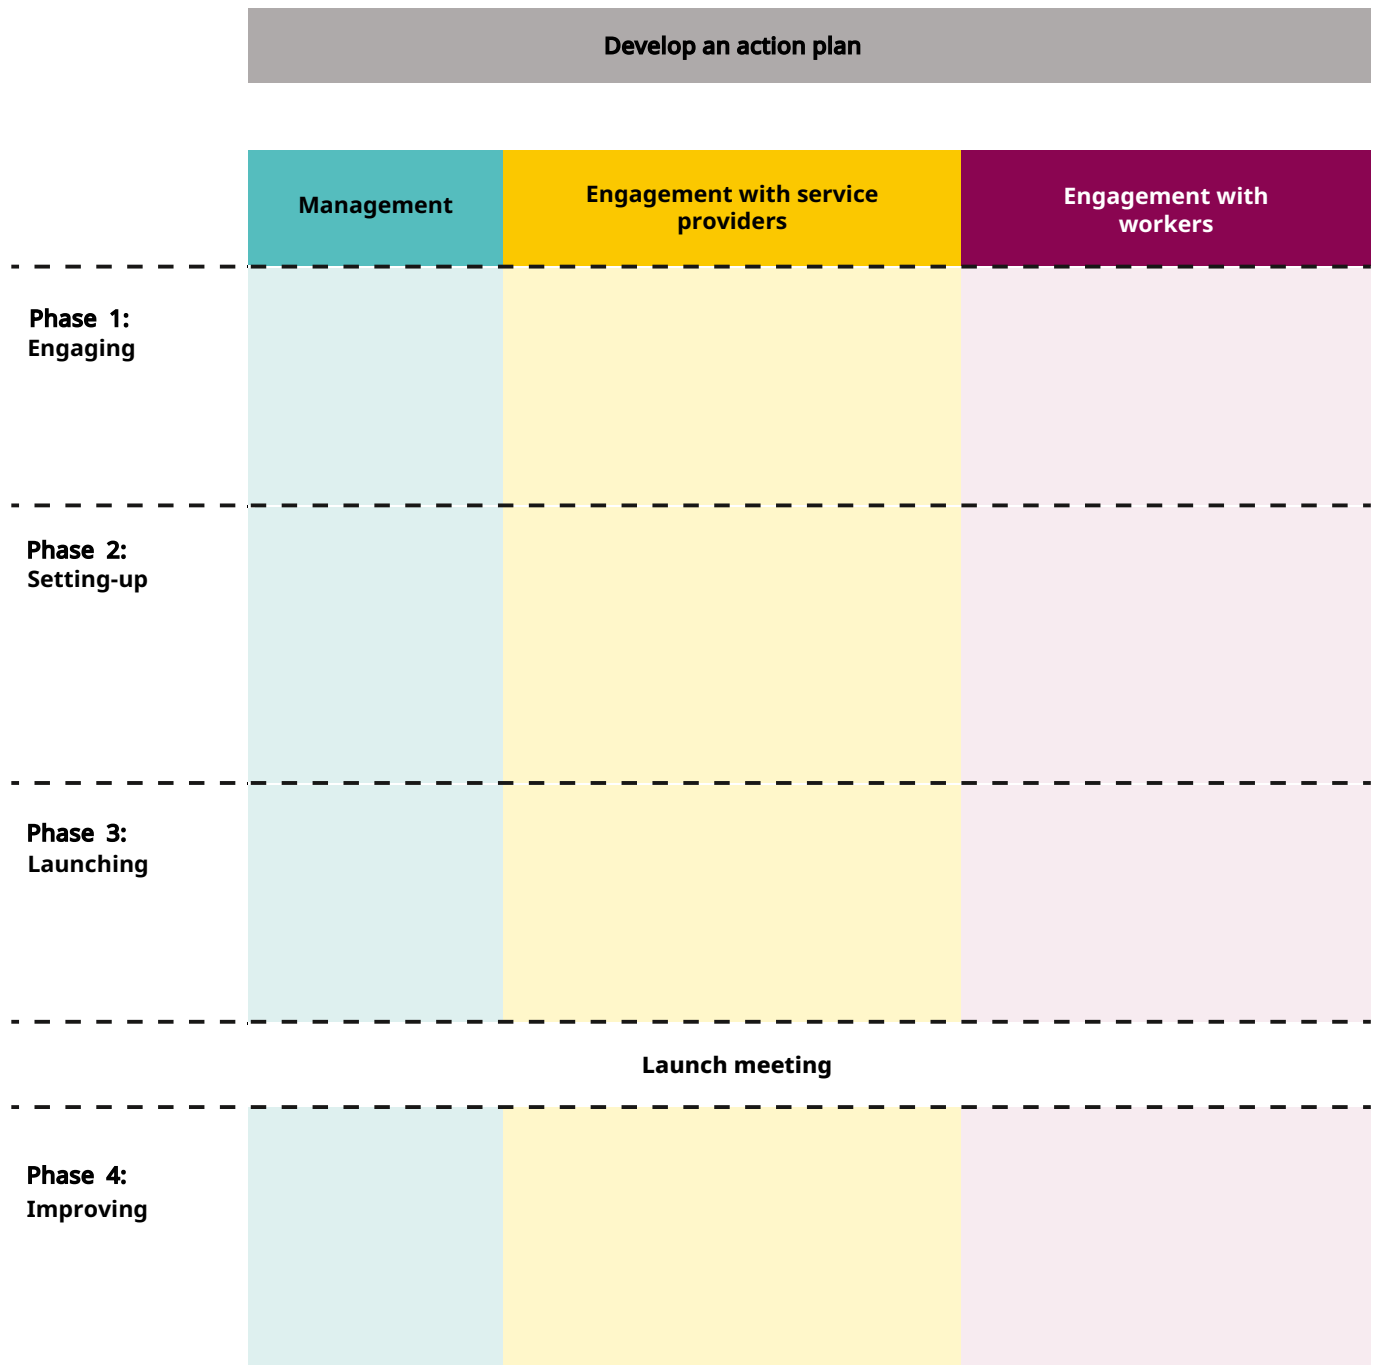 Develop an action plan
Management
Engagement with service
providers
Engagement with
workers
Phase 1:
Engaging
Phase 2:
Setting-up
Phase 3:
Launching
Launch meeting
Phase 4:
Improving